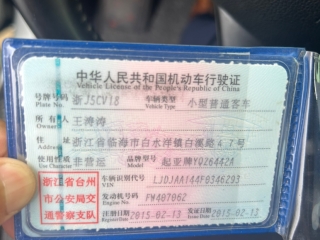 中华人民共和国机动车行驶证
Vehicle License of the People's Republic of China
号牌号码 浙J5CV18 车辆类型 小型普通客车
Plate No. Vehicle Type
所有人 王涛涛
Owner
住址 浙江省临海市白水洋镇白溪路47号
Address
使用性质 非营运 品牌型号 起亚牌YQZ6442A
Use Character Model
浙江省台州 车辆识别代号 LJDJAA144F0346293
VIN
市公安局交 发动机号码 FW407062
Engine No.
通警察支队 注册日期 2015-02-13 发证日期 2015-02-12
Register Date Issue Date